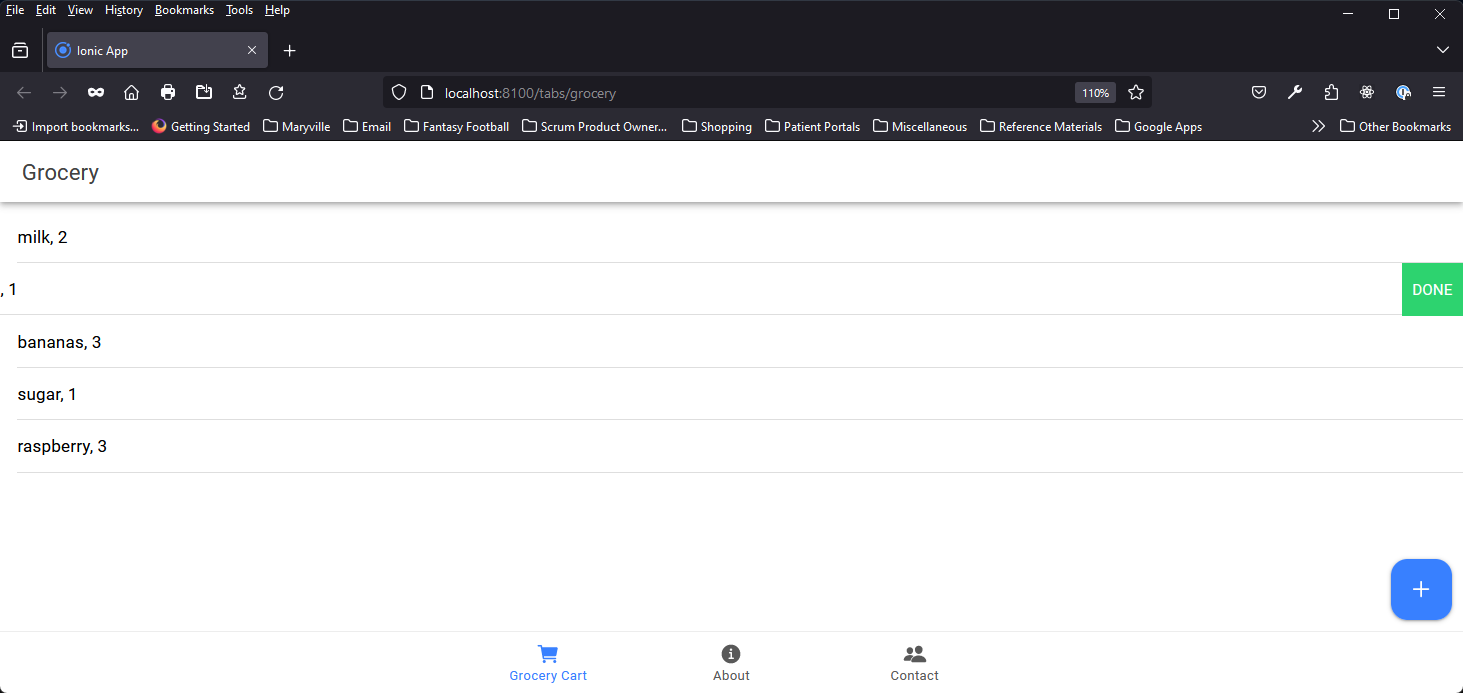 File Edit View History Bookmarks Tools Help
Ionic App
localhost:8100/tabs/grocery 110%
Import bookmarks... Getting Started Maryville Email Fantasy Football Scrum Product Owner... Shopping Patient Portals Miscellaneous Reference Materials Google Apps Other Bookmarks
Grocery
milk, 2
, 1 DONE
bananas, 3
sugar, 1
raspberry, 3
Grocery Cart About Contact